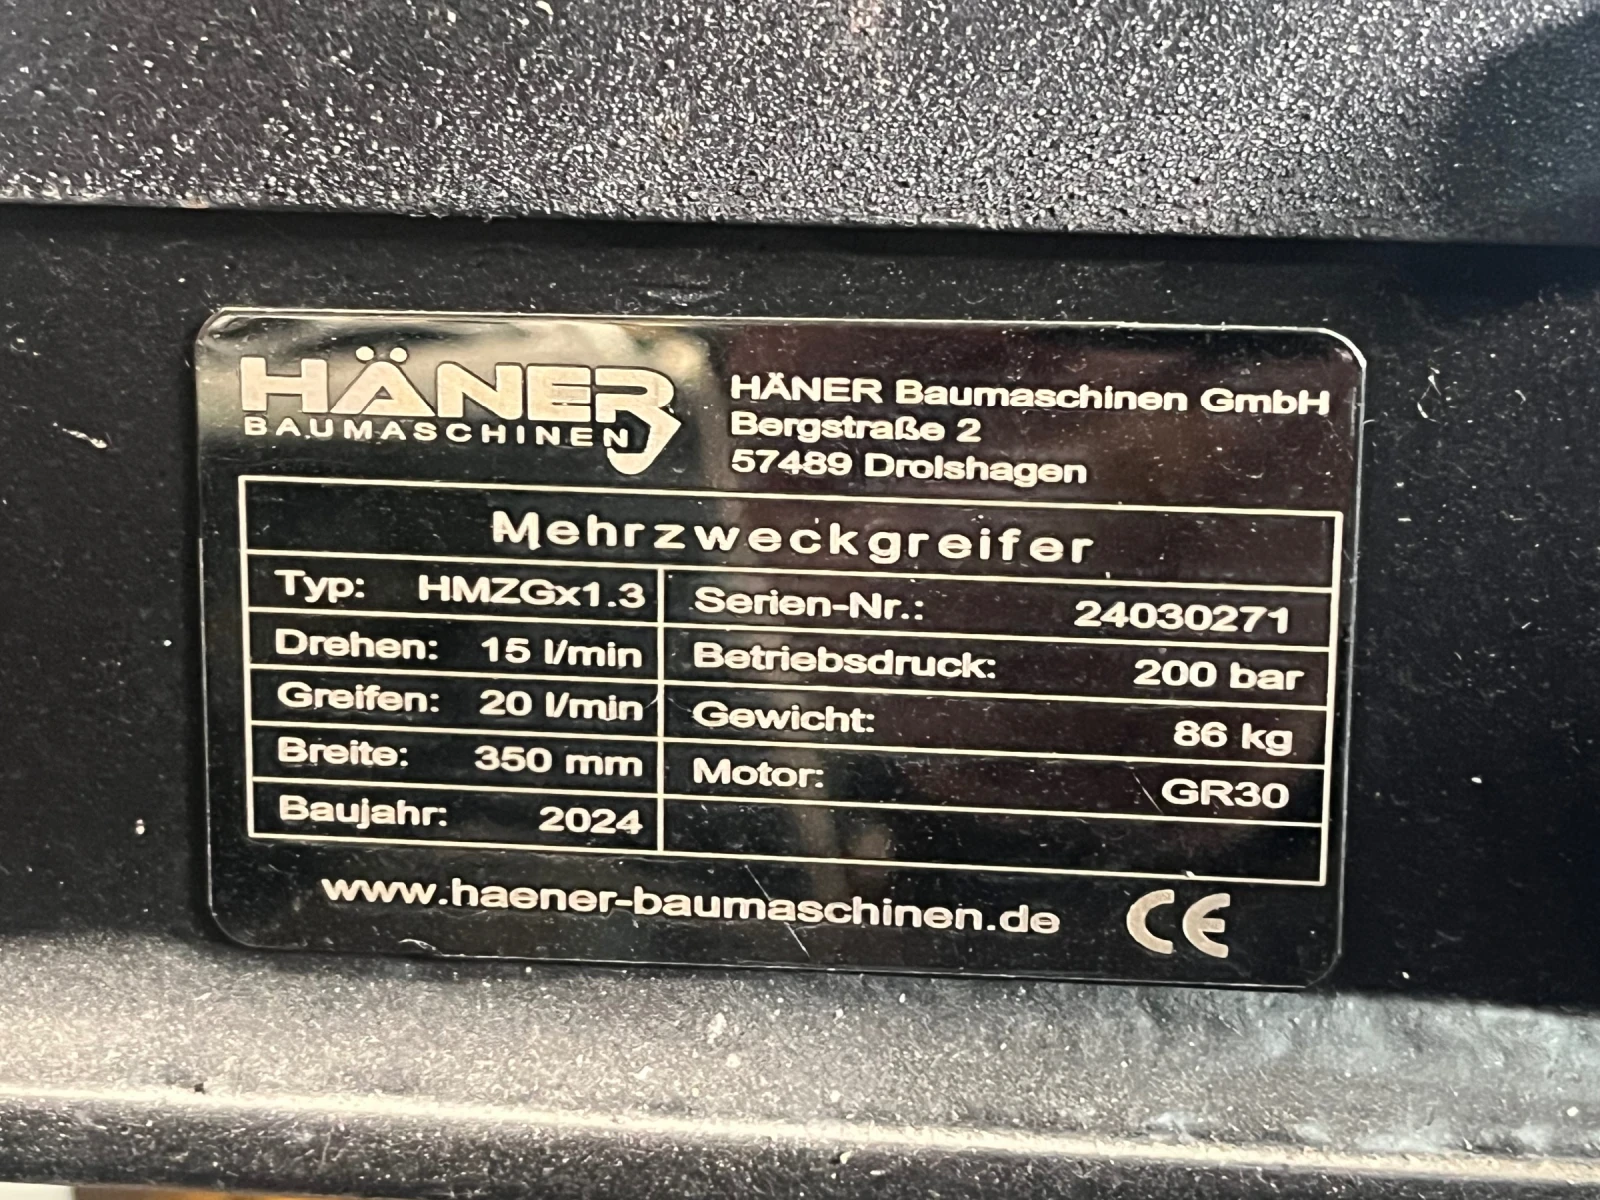 HÄNER
BAUMASCHINEN
HÄNER Baumaschinen GmbH
Bergstraße 2
57489 Drolshagen
Mehrzweckgreifer
Typ: HMZGx1.3 Serien-Nr.: 24030271
Drehen: 15 l/min Betriebsdruck: 200 bar
Greifen: 20 l/min Gewicht: 86 kg
Breite: 350 mm Motor: GR30
Baujahr: 2024
www.haener-baumaschinen.de CE